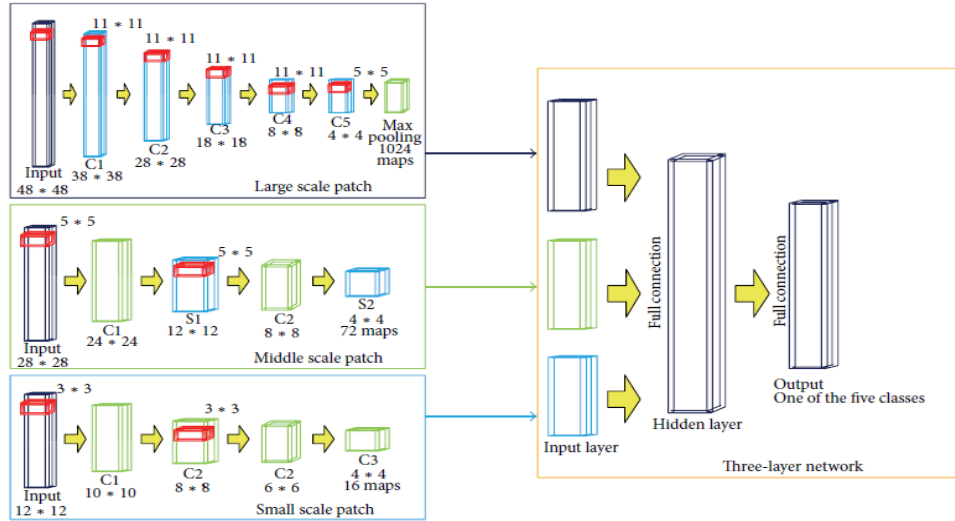 11 * 11
11 * 11
11 * 11
11 * 11
5 * 5
Input
48 * 48
C1
38 * 38
C2
28 * 28
C3
18 * 18
C4
8 * 8
C5
4 * 4
Max
pooling
1024
maps
Large scale patch
5 * 5
5 * 5
Input
28 * 28
C1
24 * 24
S1
12 * 12
C2
8 * 8
S2
4 * 4
72 maps
Middle scale patch
3 * 3
3 * 3
Input
12 * 12
C1
10 * 10
C2
8 * 8
C2
6 * 6
C3
4 * 4
16 maps
Small scale patch
Input layer
Full connection
Hidden layer
Full connection
Output
One of the five classes
Three-layer network